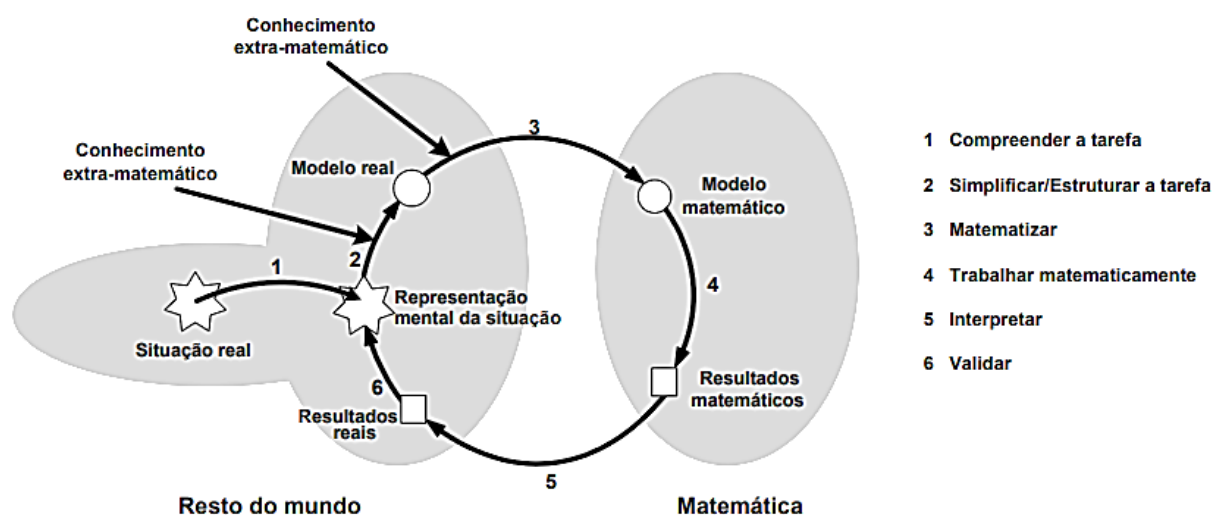 Conhecimento
extra-matemático
Conhecimento
extra-matemático
3
Modelo real
Modelo
matemático
2
1
4
Representação
mental da situação
Situação real
6
Resultados
reais
Resultados
matemáticos
5
Resto do mundo
Matemática
1 Compreender a tarefa
2 Simplificar/Estruturar a tarefa
3 Matematizar
4 Trabalhar matematicamente
5 Interpretar
6 Validar